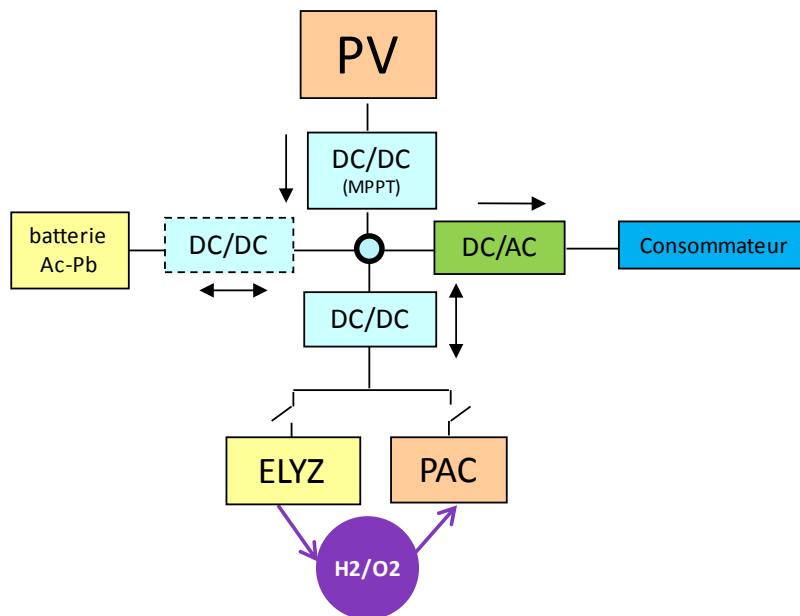 PV
DC/DC
(MPPT)
batterie
Ac-Pb
DC/DC
DC/AC
Consommateur
DC/DC
ELYZ
PAC
H2/O2